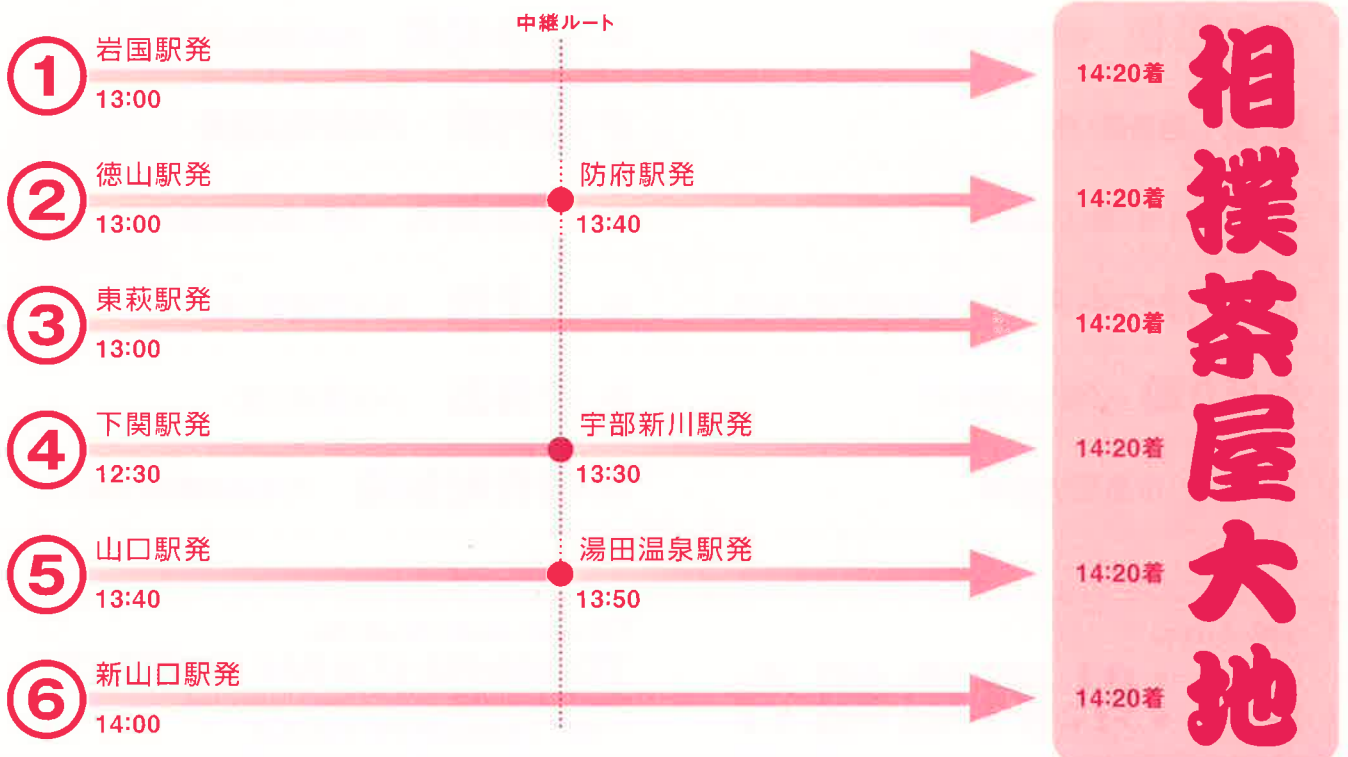 中継ルート
① 岩国駅発
13:00
14:20着
② 徳山駅発
13:00
防府駅発
13:40
14:20着
③ 東萩駅発
13:00
14:20着
④ 下関駅発
12:30
宇部新川駅発
13:30
14:20着
⑤ 山口駅発
13:40
湯田温泉駅発
13:50
14:20着
⑥ 新山口駅発
14:00
14:20着
相撲茶屋大地